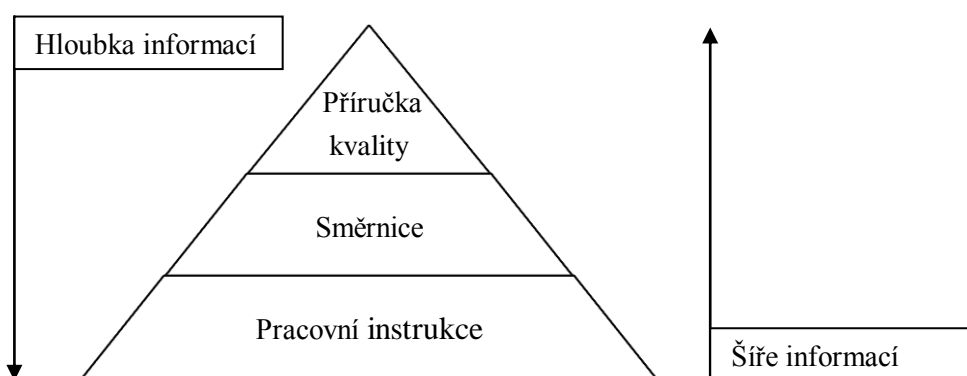 Hloubka informací
Příručka
kvality
Směrnice
Pracovní instrukce
Šíře informací